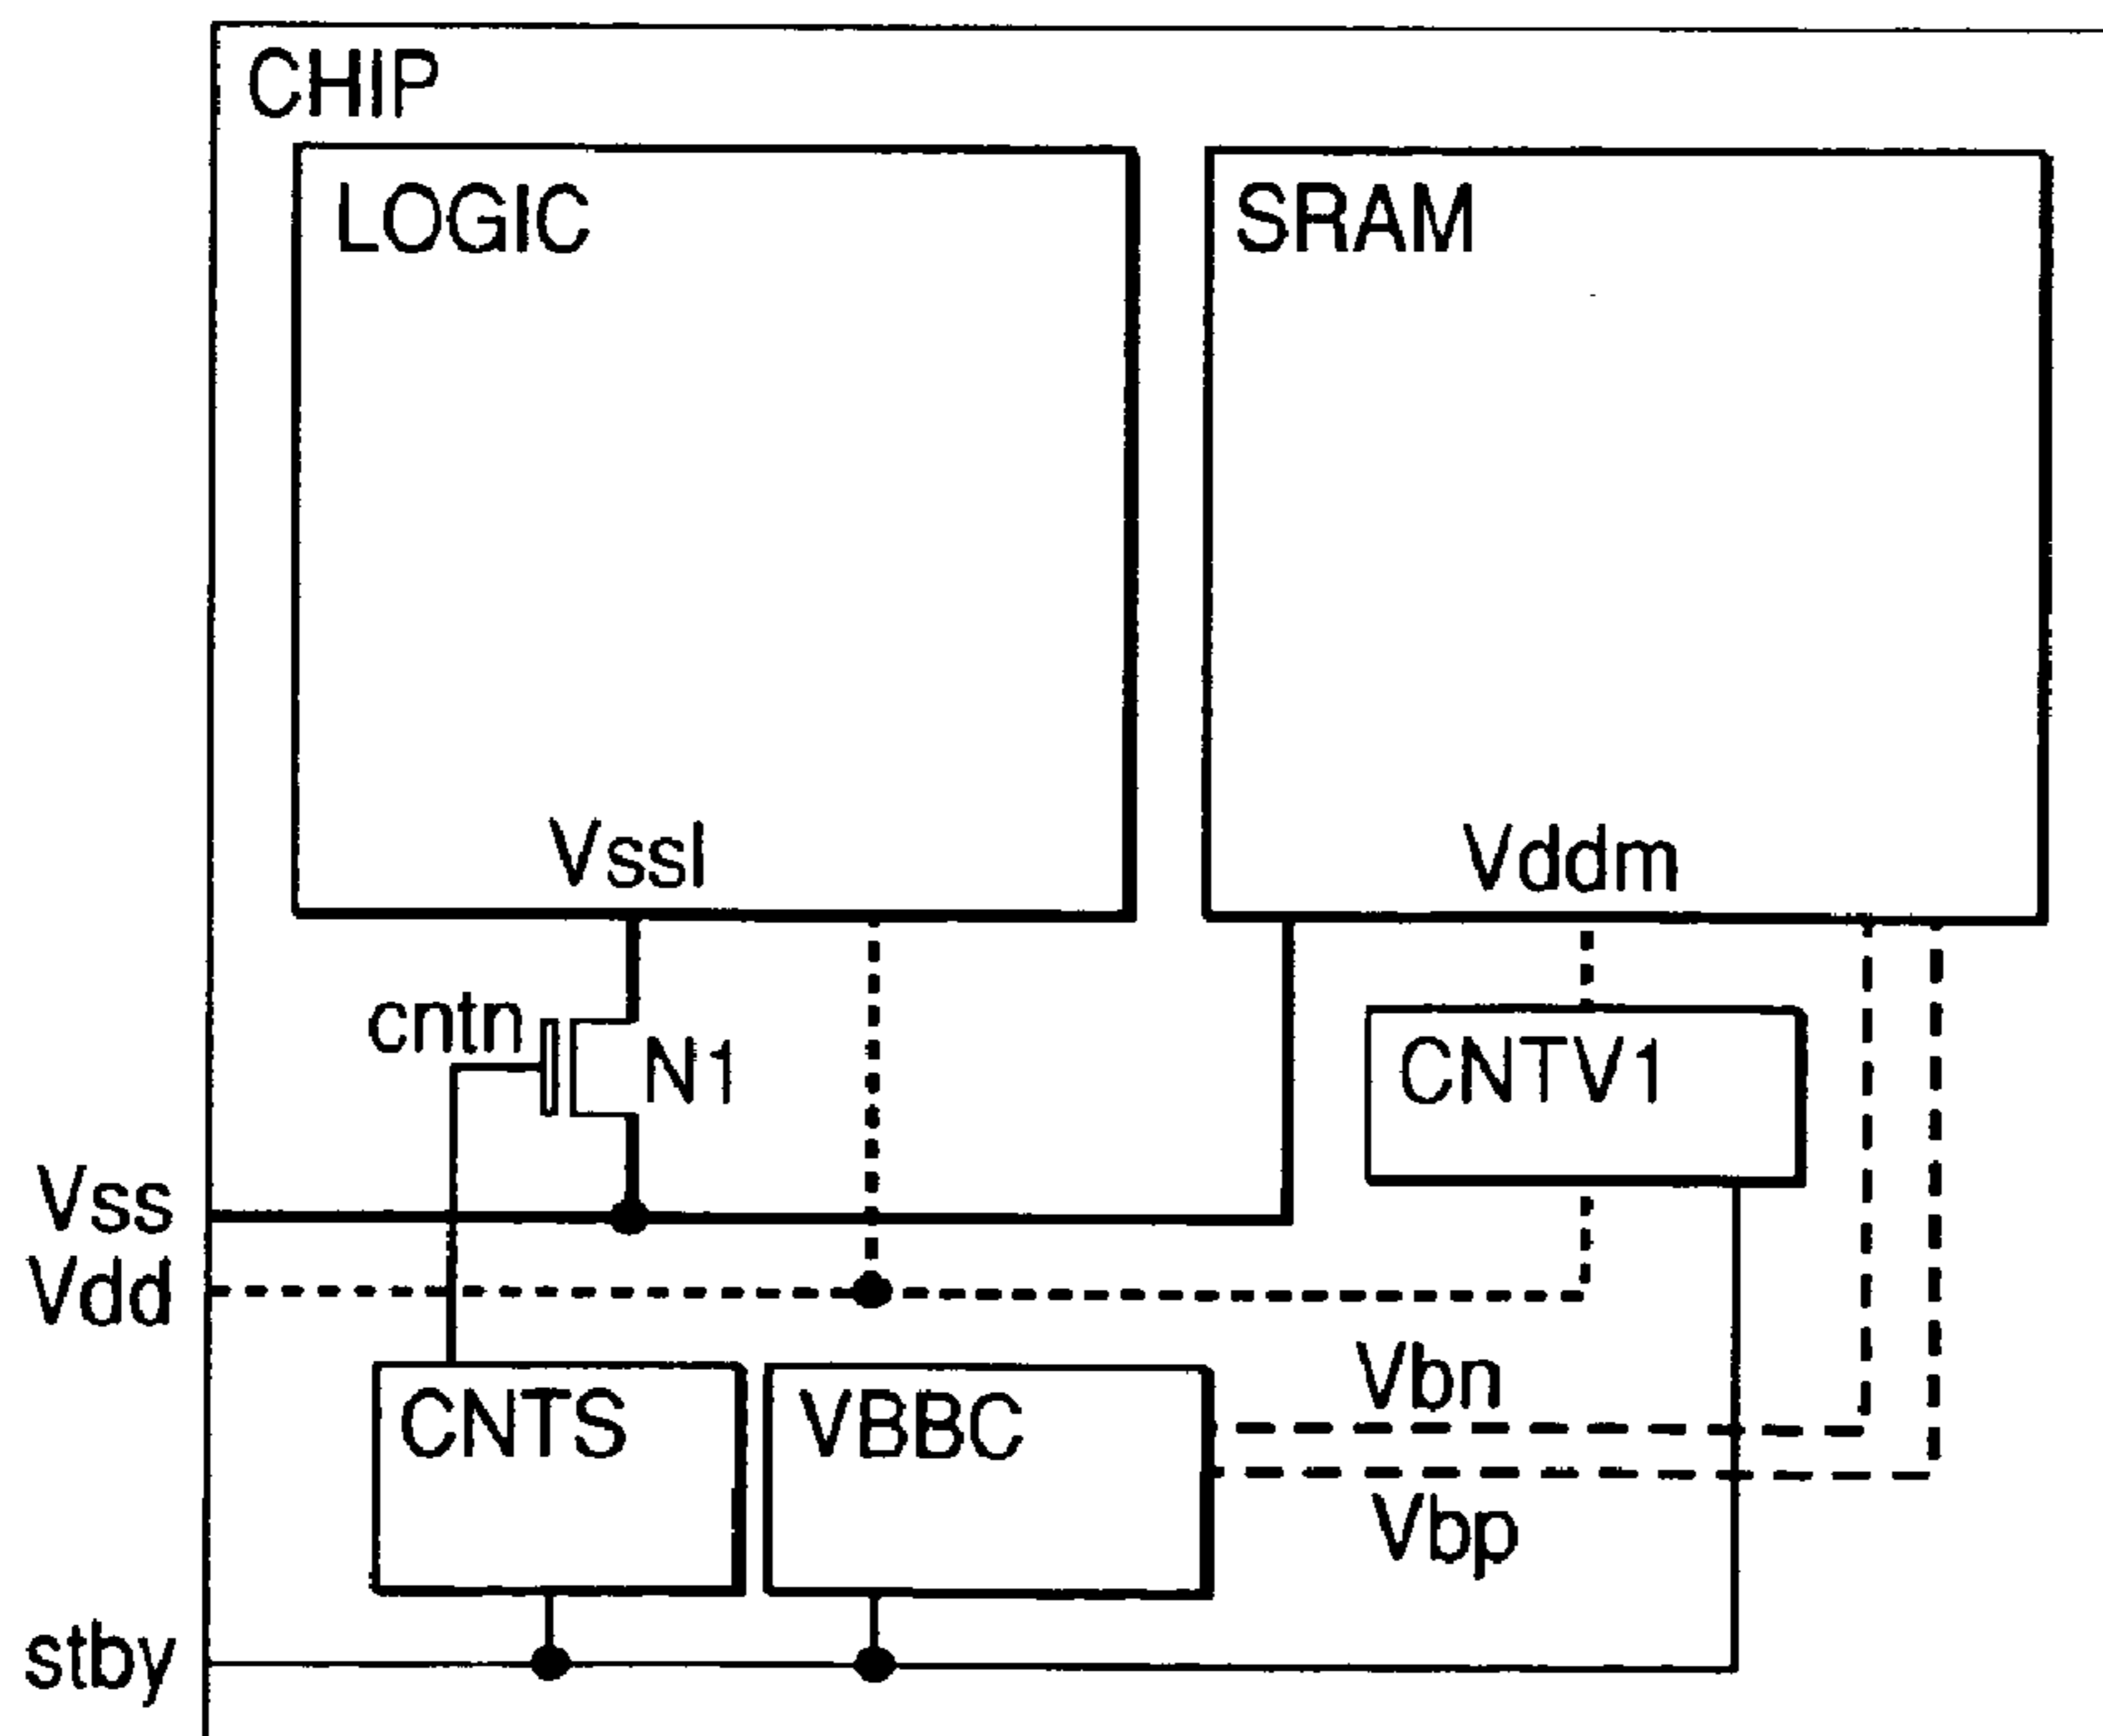 CHIP
LOGIC
SRAM
Vssl
Vddm
cntn
N1
CNTV1
Vss
Vdd
CNTS
VBBC
Vbn
Vbp
stby